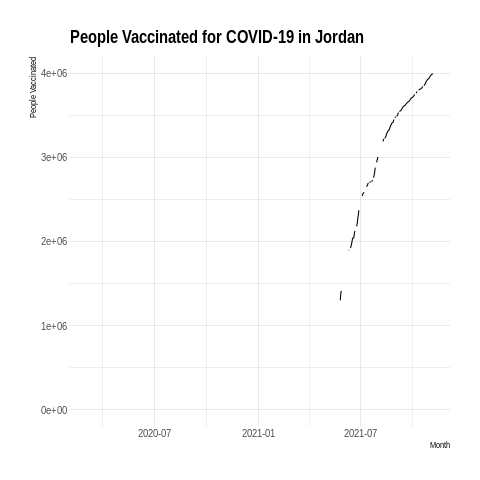 People Vaccinated for COVID-19 in Jordan
People Vaccinated
4e+06
3e+06
2e+06
1e+06
0e+00
2020-07 2021-01 2021-07
Month